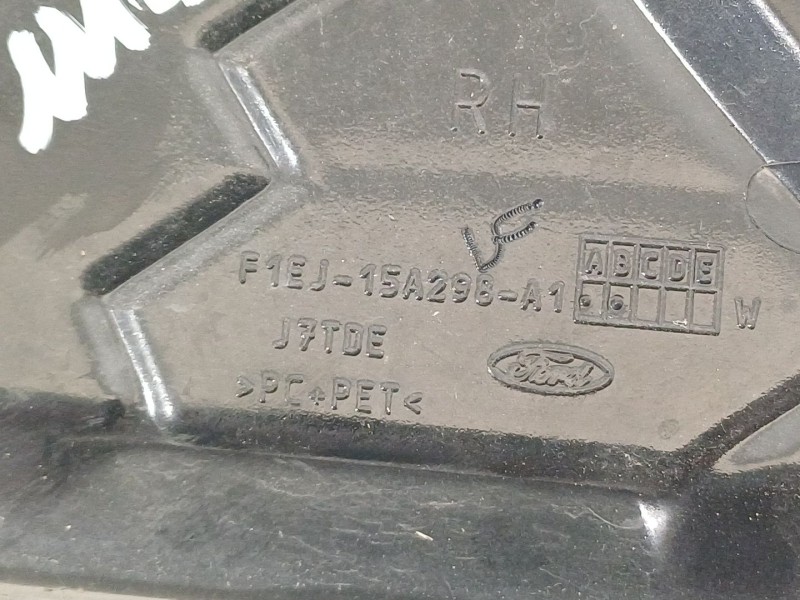 RH
ABCDE
F1EJ-15A298-A1
W
J7TDE
Ford
>PC+PET<